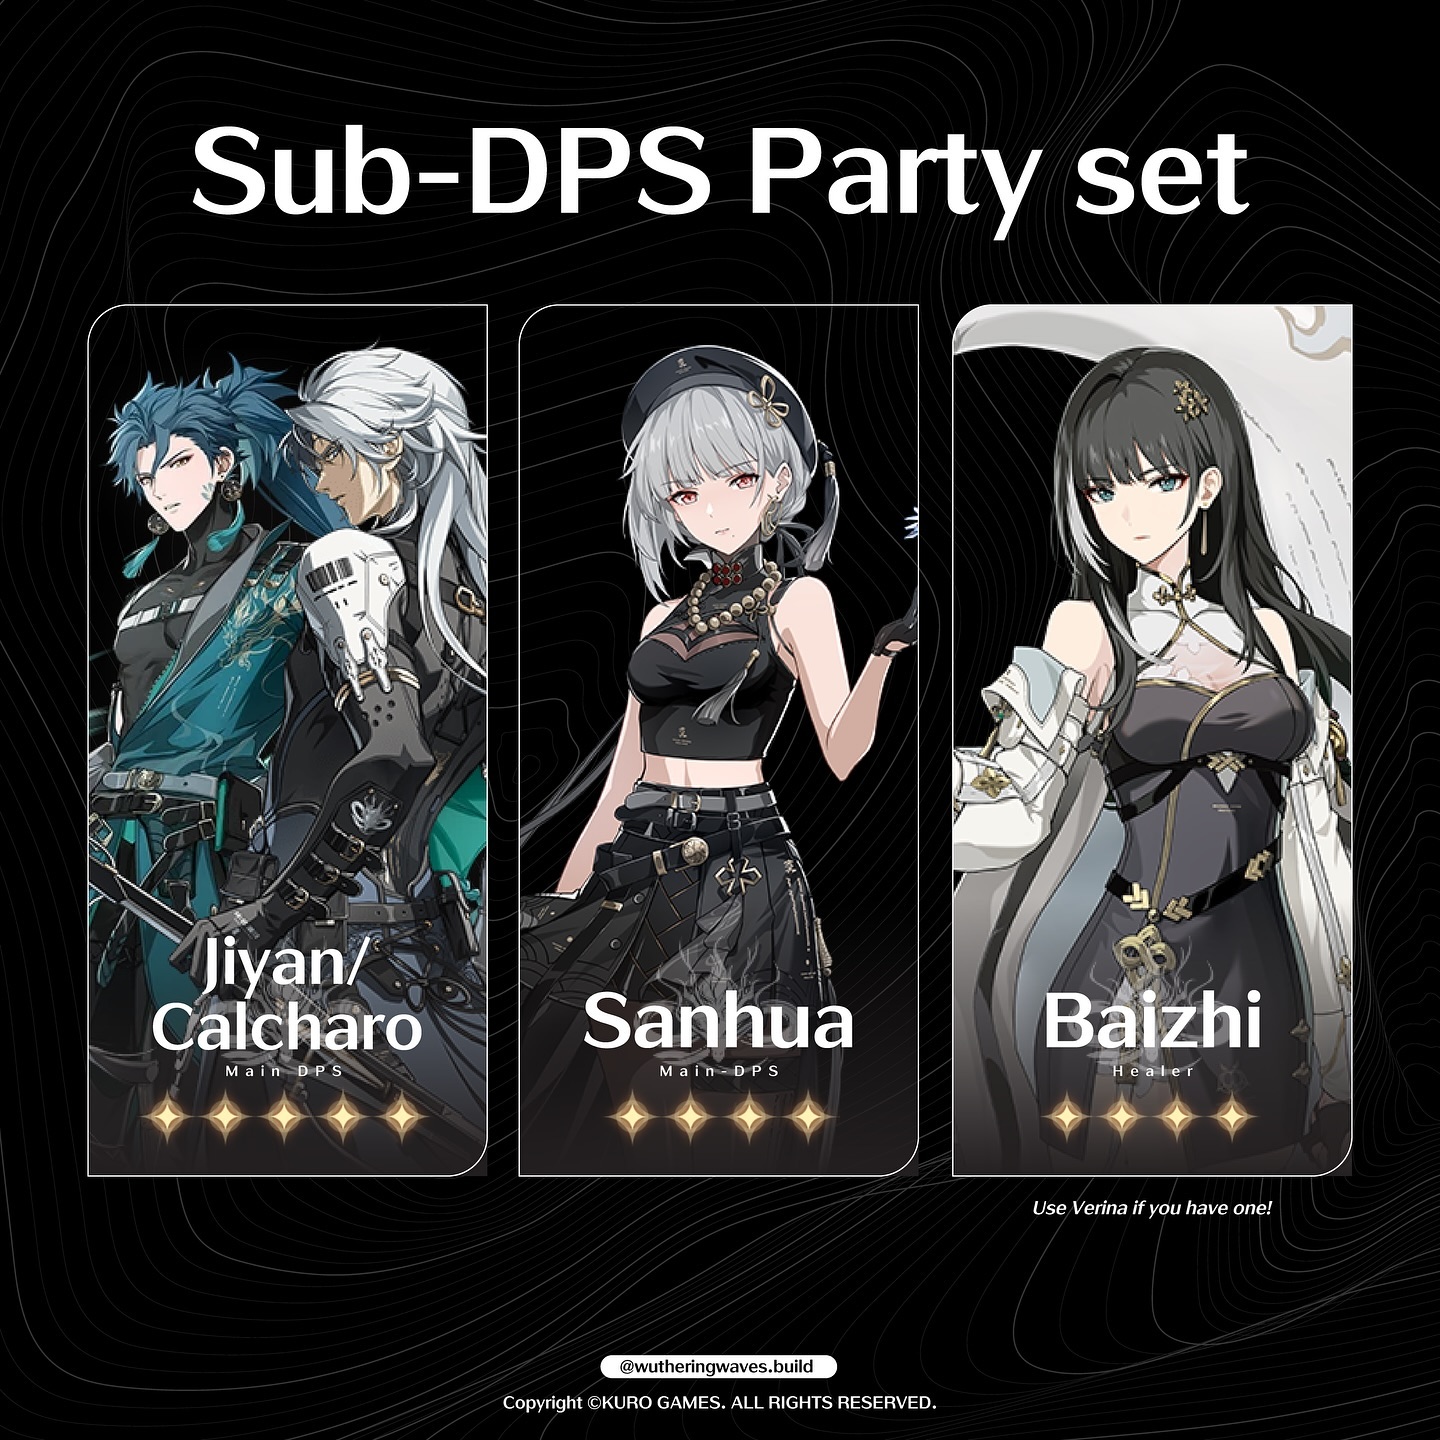 Sub-DPS Party set
Jiyan/
Calcharo
Main DPS
Sanhua
Main-DPS
Baizhi
Healer
Use Verina if you have one!
@wutheringwaves.build
Copyright ©KURO GAMES. ALL RIGHTS RESERVED.